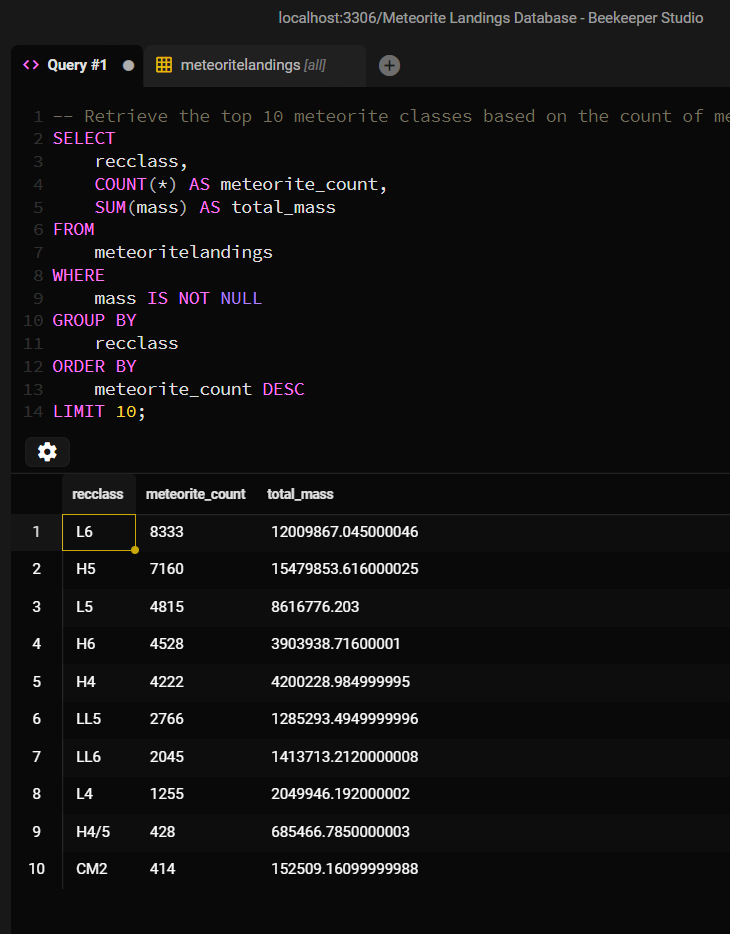 localhost:3306/Meteorite Landings Database - Beekeeper Studio
<> Query #1 meteoritelandings [all]
1 -- Retrieve the top 10 meteorite classes based on the count of
2 SELECT
3 recclass,
4 COUNT(*) AS meteorite_count,
5 SUM(mass) AS total_mass
6 FROM
7 meteoritelandings
8 WHERE
9 mass IS NOT NULL
10 GROUP BY
11 recclass
12 ORDER BY
13 meteorite_count DESC
14 LIMIT 10;
recclass meteorite_count total_mass
1 L6 8333 12009867.045000046
2 H5 7160 15479853.616000025
3 L5 4815 8616776.203
4 H6 4528 3903938.71600001
5 H4 4222 4200228.984999995
6 LL5 2766 1285293.4949999996
7 LL6 2045 1413713.2120000008
8 L4 1255 2049946.192000002
9 H4/5 428 685466.7850000003
10 CM2 414 152509.16099999988